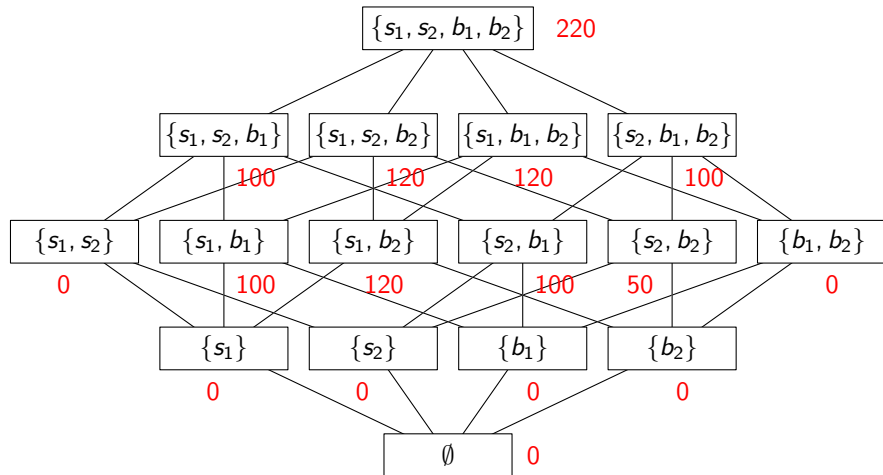 {s₁, s₂, b₁, b₂} 220
{s₁, s₂, b₁} {s₁, s₂, b₂} {s₁, b₁, b₂} {s₂, b₁, b₂}
100 120 120 100
{s₁, s₂} {s₁, b₁} {s₁, b₂} {s₂, b₁} {s₂, b₂} {b₁, b₂}
0 100 120 100 50 0
{s₁} {s₂} {b₁} {b₂}
0 0 0 0
∅ 0